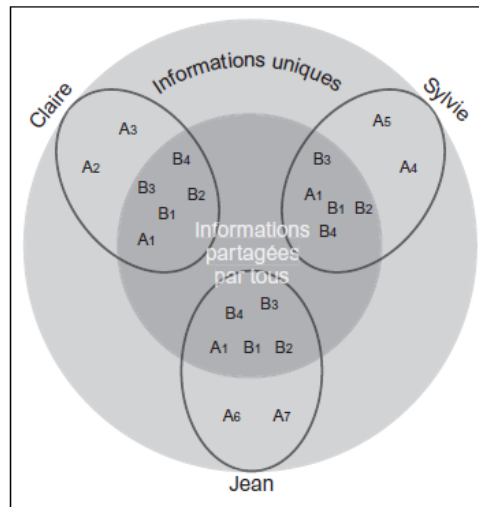 Informations uniques
Claire
Sylvie
A3
A2
B4
B3
B2
B1
A1
A5
A4
B3
A1
B1
B2
B4
Informations
partagées
par tous
B3
B4
A1
B1
B2
A6
A7
Jean